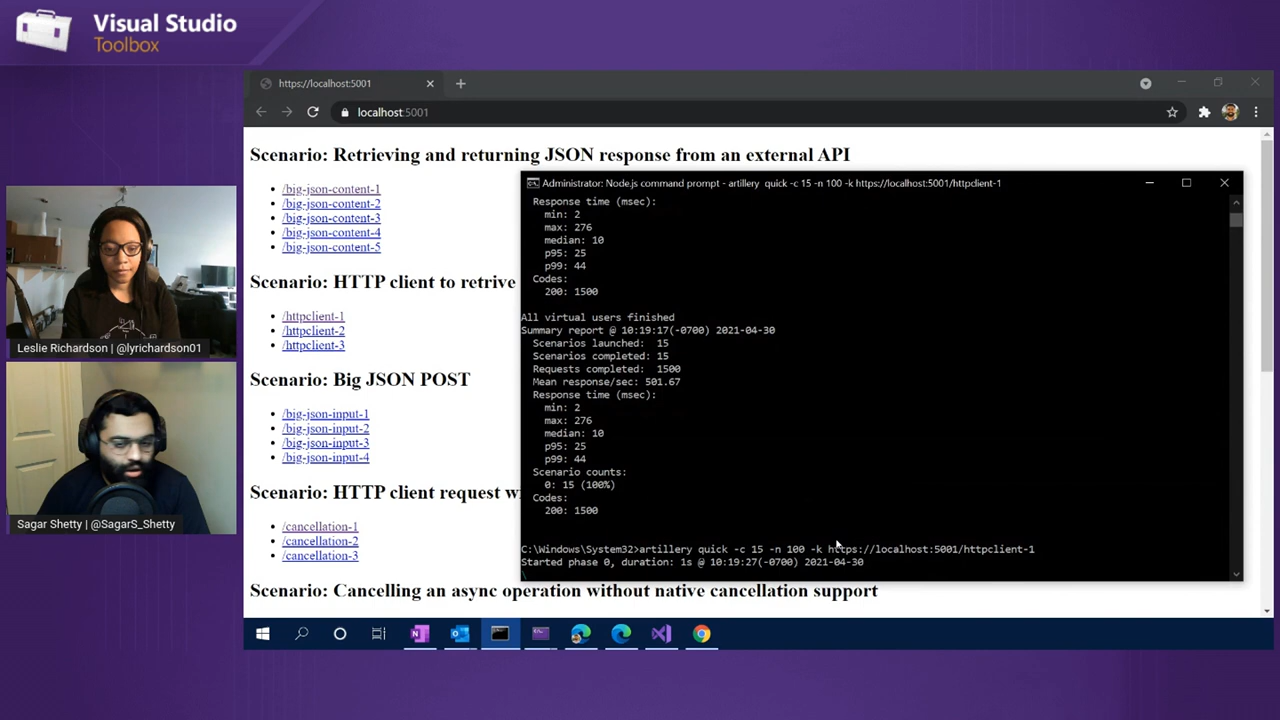 Visual Studio
Toolbox
https://localhost:5001
localhost:5001
Scenario: Retrieving and returning JSON response from an external API
/big-json-content-1
/big-json-content-2
/big-json-content-3
/big-json-content-4
/big-json-content-5
Scenario: HTTP client to retrive
/httpclient-1
/httpclient-2
/httpclient-3
Scenario: Big JSON POST
/big-json-input-1
/big-json-input-2
/big-json-input-3
/big-json-input-4
Scenario: HTTP client request wi
/cancellation-1
/cancellation-2
/cancellation-3
Scenario: Cancelling an async operation without native cancellation support
Administrator: Node.js command prompt - artillery quick -c 15 -n 100 -k https://localhost:5001/httpclient-1
Response time (msec):
min: 2
max: 276
median: 10
p95: 25
p99: 44
Codes:
200: 1500
All virtual users finished
Summary report @ 10:19:17(-0700) 2021-04-30
Scenarios launched: 15
Scenarios completed: 15
Requests completed: 1500
Mean response/sec: 501.67
Response time (msec):
min: 2
max: 276
median: 10
p95: 25
p99: 44
Scenario counts:
0: 15 (100%)
Codes:
200: 1500
C:\Windows\System32>artillery quick -c 15 -n 100 -k https://localhost:5001/httpclient-1
Started phase 0, duration: 1s @ 10:19:27(-0700) 2021-04-30
\
Leslie Richardson | @lyrichardson01
Sagar Shetty | @SagarS_Shetty